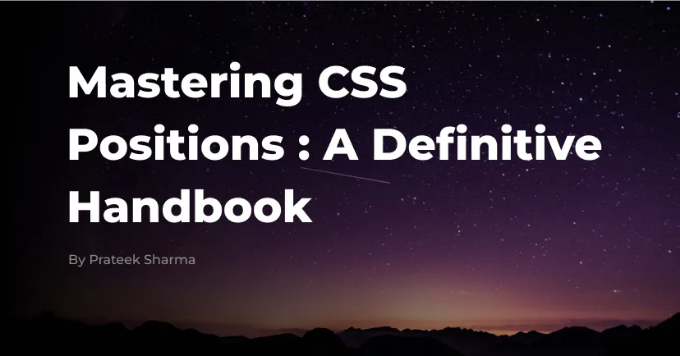 Mastering CSS
Positions : A Definitive
Handbook
By Prateek Sharma